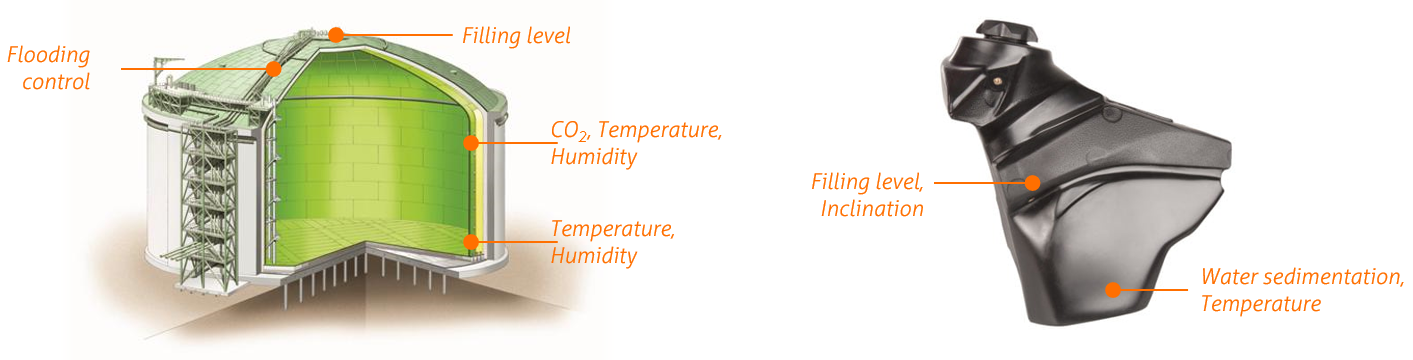 Filling level
Flooding
control
CO₂, Temperature,
Humidity
Temperature,
Humidity
Filling level,
Inclination
Water sedimentation,
Temperature